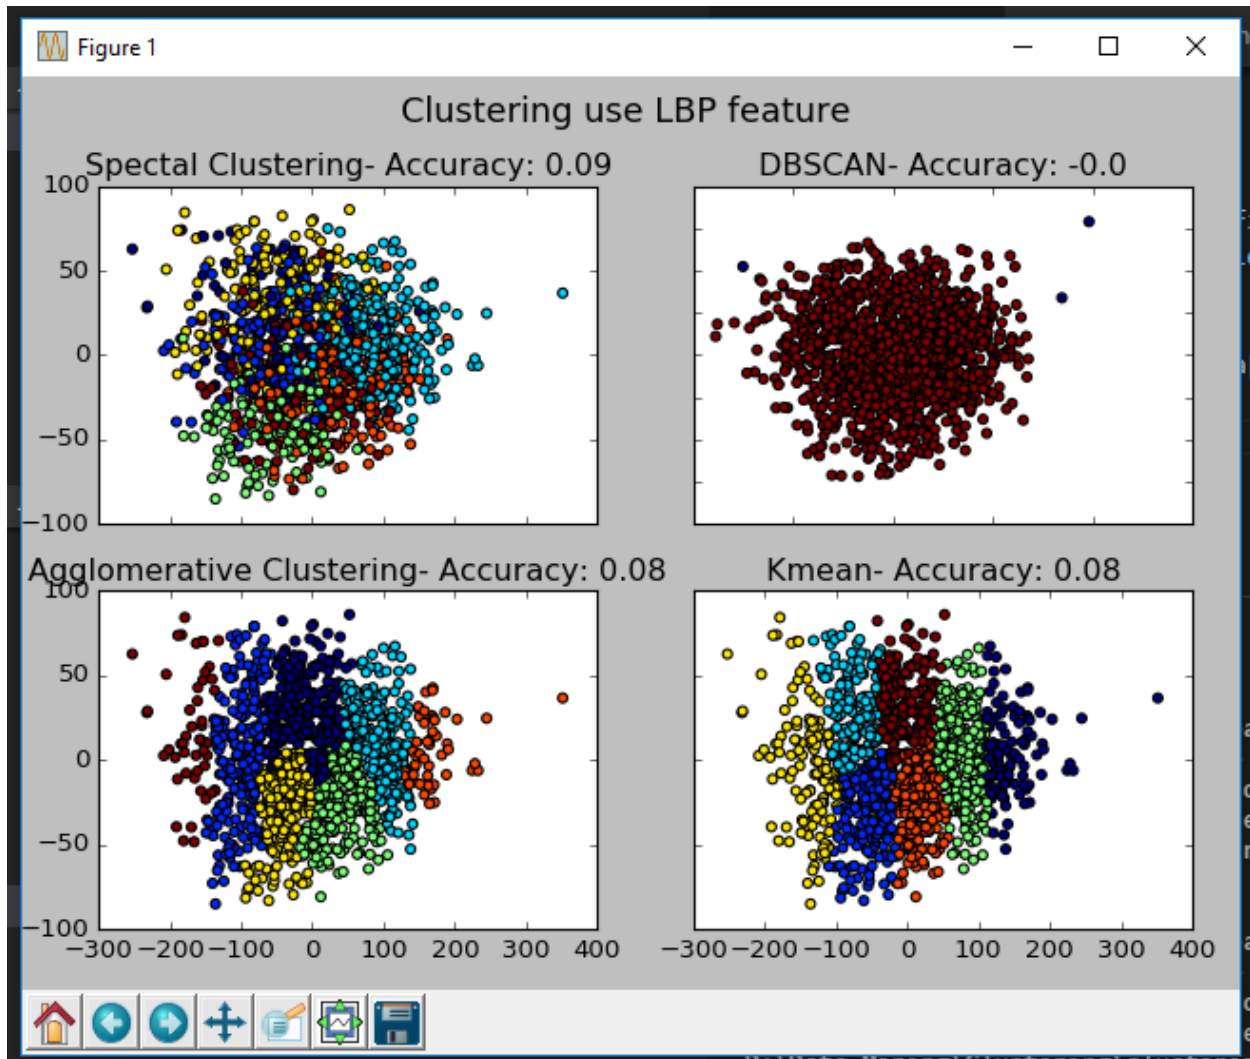 Figure 1
Clustering use LBP feature
Spectal Clustering- Accuracy: 0.09
DBSCAN- Accuracy: -0.0
100
50
0
−50
−100
Agglomerative Clustering- Accuracy: 0.08
Kmean- Accuracy: 0.08
100
50
0
−50
−100
−300 −200 −100 0 100 200 300 400
−300 −200 −100 0 100 200 300 400